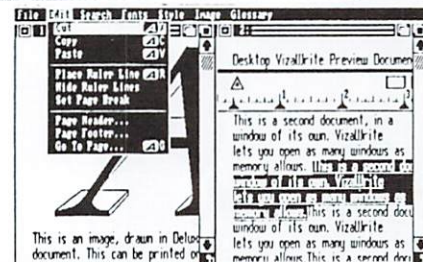 File Edit Search Fonts Style Image Glossary
Cut X
Copy C
Paste V
Place Ruler Line R
Hide Ruler Lines
Set Page Break
Page Header...
Page Footer...
Go To Page... G
This is an image, drawn in Delux
document. This can be printed o
2:
Desktop VizaWrite Preview Documen
1 2 3
This is a second document, in a
window of its own. VizaWrite
lets you open as many windows as
memory allows. This is a second doc
window of its own. VizaWrite
lets you open as many windows as
memory allows.This is a second docu
window of its own. VizaWrite
lets you open as many windows as
memory allows.This is a second docu